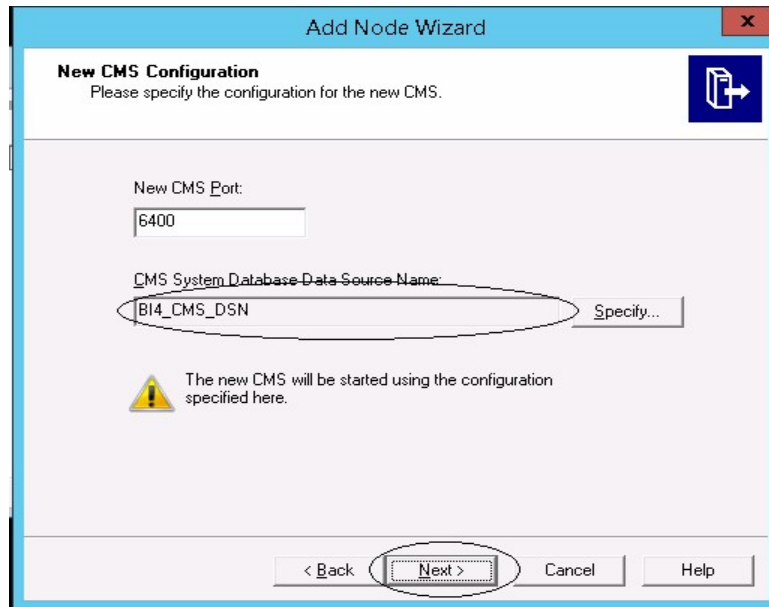 Add Node Wizard
x
New CMS Configuration
Please specify the configuration for the new CMS.
New CMS Port:
6400
CMS System Database Data Source Name:
BI4_CMS_DSN
Specify...
The new CMS will be started using the configuration
specified here.
< Back
Next >
Cancel
Help